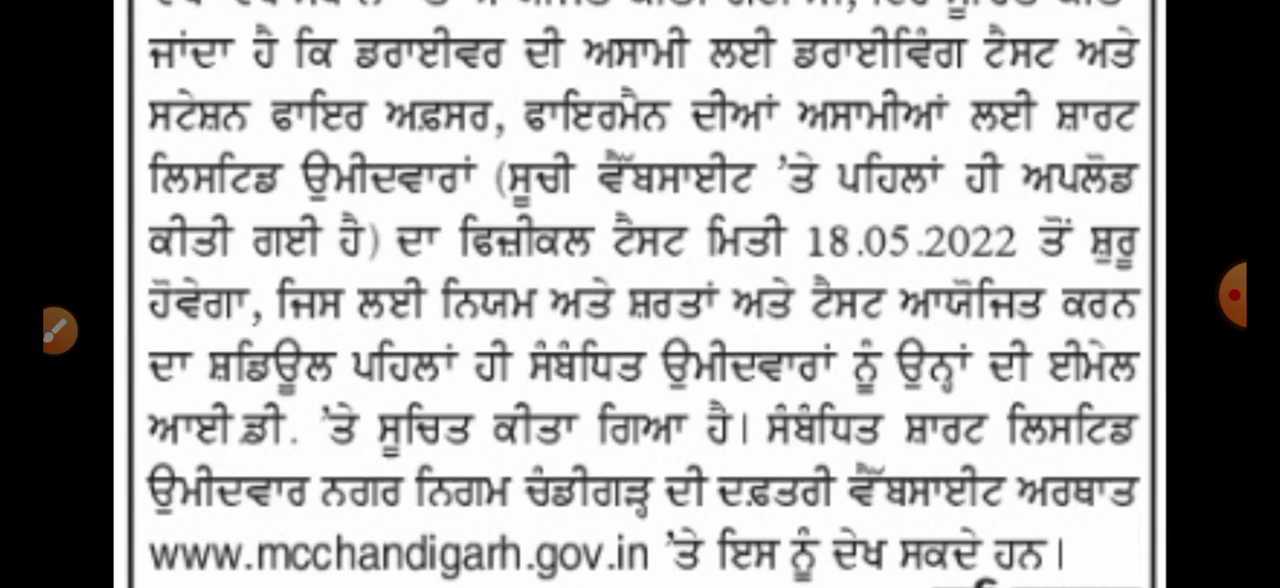 ਜਾਂਦਾ ਹੈ ਕਿ ਡਰਾਈਵਰ ਦੀ ਅਸਾਮੀ ਲਈ ਡਰਾਈਵਿੰਗ ਟੈਸਟ ਅਤੇ
ਸਟੇਸ਼ਨ ਫਾਇਰ ਅਫ਼ਸਰ, ਫਾਇਰਮੈਨ ਦੀਆਂ ਅਸਾਮੀਆਂ ਲਈ ਸ਼ਾਰਟ
ਲਿਸਟਿਡ ਉਮੀਦਵਾਰਾਂ (ਸੂਚੀ ਵੈੱਬਸਾਈਟ ’ਤੇ ਪਹਿਲਾਂ ਹੀ ਅਪਲੋਡ
ਕੀਤੀ ਗਈ ਹੈ) ਦਾ ਫਿਜ਼ੀਕਲ ਟੈਸਟ ਮਿਤੀ 18.05.2022 ਤੋਂ ਸ਼ੁਰੂ
ਹੋਵੇਗਾ, ਜਿਸ ਲਈ ਨਿਯਮ ਅਤੇ ਸ਼ਰਤਾਂ ਅਤੇ ਟੈਸਟ ਆਯੋਜਿਤ ਕਰਨ
ਦਾ ਸ਼ਡਿਊਲ ਪਹਿਲਾਂ ਹੀ ਸੰਬੰਧਿਤ ਉਮੀਦਵਾਰਾਂ ਨੂੰ ਉਨ੍ਹਾਂ ਦੀ ਈਮੇਲ
ਆਈ.ਡੀ. ’ਤੇ ਸੂਚਿਤ ਕੀਤਾ ਗਿਆ ਹੈ। ਸੰਬੰਧਿਤ ਸ਼ਾਰਟ ਲਿਸਟਿਡ
ਉਮੀਦਵਾਰ ਨਗਰ ਨਿਗਮ ਚੰਡੀਗੜ੍ਹ ਦੀ ਦਫ਼ਤਰੀ ਵੈੱਬਸਾਈਟ ਅਰਥਾਤ
www.mcchandigarh.gov.in ’ਤੇ ਇਸ ਨੂੰ ਦੇਖ ਸਕਦੇ ਹਨ।